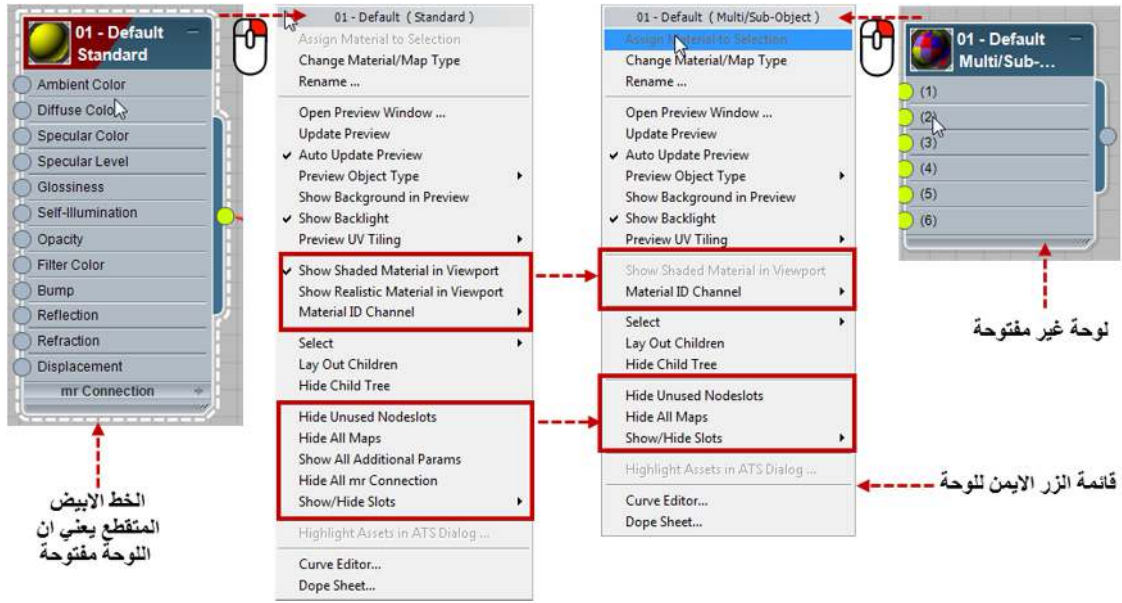 01 - Default
Standard
Ambient Color
Diffuse Color
Specular Color
Specular Level
Glossiness
Self-Illumination
Opacity
Filter Color
Bump
Reflection
Refraction
Displacement
mr Connection
الخط الابيض
المتقطع يعني ان
اللوحة مفتوحة
01 - Default ( Standard )
Assign Material to Selection
Change Material/Map Type
Rename ...
Open Preview Window ...
Update Preview
Auto Update Preview
Preview Object Type
Show Background in Preview
Show Backlight
Preview UV Tiling
Show Shaded Material in Viewport
Show Realistic Material in Viewport
Material ID Channel
Select
Lay Out Children
Hide Child Tree
Hide Unused Nodeslots
Hide All Maps
Show All Additional Params
Hide All mr Connection
Show/Hide Slots
Highlight Assets in ATS Dialog ...
Curve Editor...
Dope Sheet...
01 - Default ( Multi/Sub-Object )
Assign Material to Selection
Change Material/Map Type
Rename ...
Open Preview Window ...
Update Preview
Auto Update Preview
Preview Object Type
Show Background in Preview
Show Backlight
Preview UV Tiling
Show Shaded Material in Viewport
Material ID Channel
Select
Lay Out Children
Hide Child Tree
Hide Unused Nodeslots
Hide All Maps
Show/Hide Slots
Highlight Assets in ATS Dialog ...
Curve Editor...
Dope Sheet...
01 - Default
Multi/Sub-...
(1)
(2)
(3)
(4)
(5)
(6)
لوحة غير مفتوحة
قائمة الزر الايمن للوحة